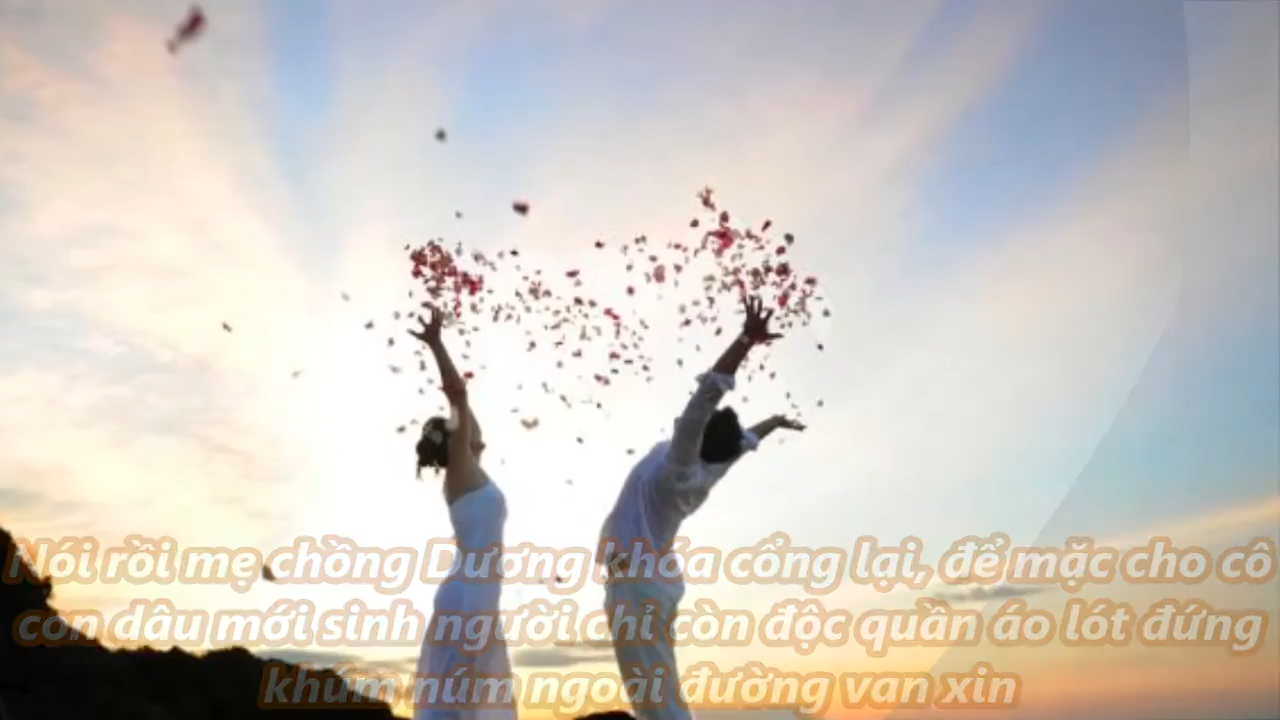 Nói rồi mẹ chồng Dương khóa cổng lại, để mặc cho cô
con dâu mới sinh người chỉ còn độc quần áo lót đứng
khúm núm ngoài đường van xin